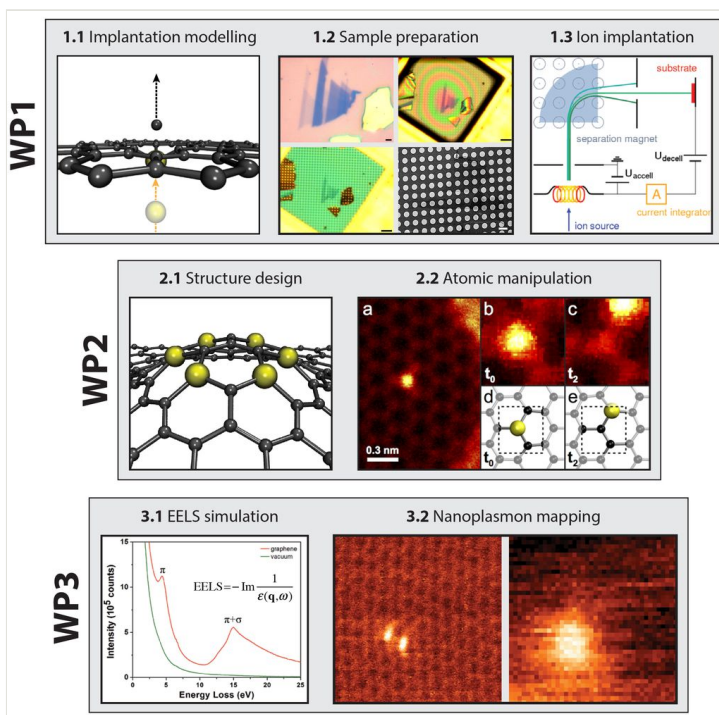 WP1
1.1 Implantation modelling
1.2 Sample preparation
1.3 Ion implantation
substrate
separation magnet
U_decell
U_accell
A
current integrator
ion source
WP2
2.1 Structure design
2.2 Atomic manipulation
a
b
c
t₀
t₂
d
e
0.3 nm
t₀
t₂
WP3
3.1 EELS simulation
3.2 Nanoplasmon mapping
Intensity (10⁵ counts)
15
10
5
0
π
graphene
vacuum
EELS=−Im 1/ε(q,ω)
π+σ
0 5 10 15 20 25
Energy Loss (eV)